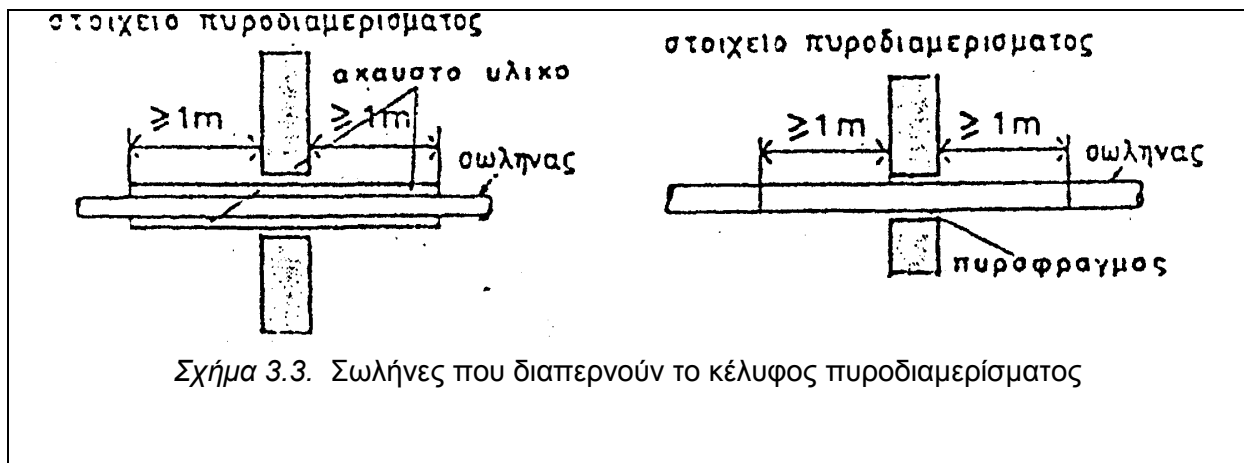 στοιχειο πυροδιαμερισματος
ακαυστο υλικο
≥1m
≥1m
σωληνας
στοιχειο πυροδιαμερισματος
≥1m
≥1m
σωληνας
πυροφραγμος
Σχήμα 3.3. Σωλήνες που διαπερνούν το κέλυφος πυροδιαμερίσματος